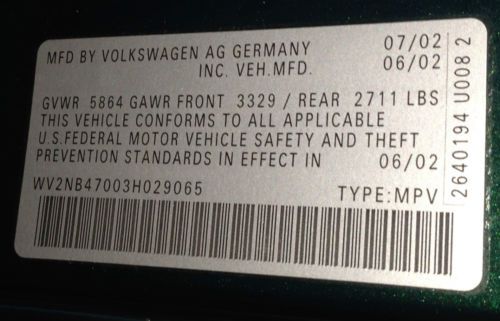 MFD BY VOLKSWAGEN AG GERMANY 07/02
INC. VEH.MFD. 06/02
GVWR 5864 GAWR FRONT 3329 / REAR 2711 LBS
THIS VEHICLE CONFORMS TO ALL APPLICABLE
U.S.FEDERAL MOTOR VEHICLE SAFETY AND THEFT
PREVENTION STANDARDS IN EFFECT IN 06/02
WV2NB47003H029065 TYPE:MPV
2640194 U008 2